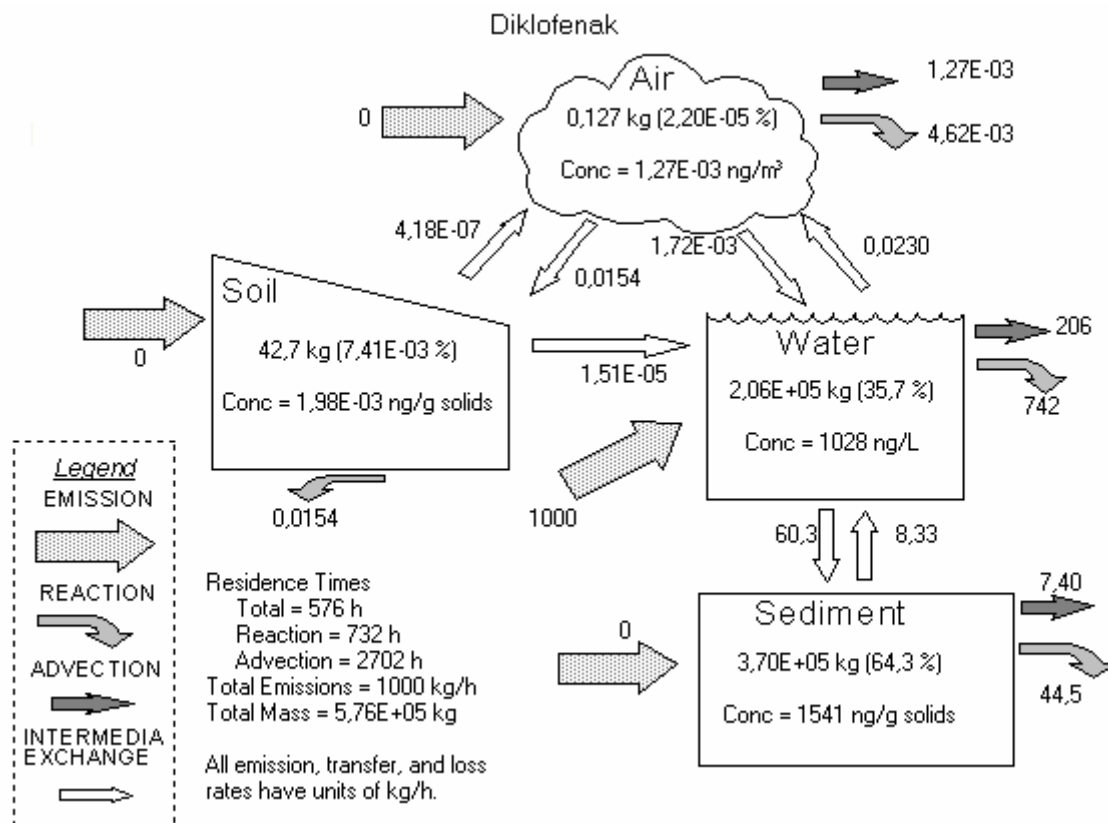 Diklofenak
Air
0,127 kg (2,20E-05 %)
Conc = 1,27E-03 ng/m³
0
1,27E-03
4,62E-03
4,18E-07
0,0154
1,72E-03
0,0230
Soil
42,7 kg (7,41E-03 %)
Conc = 1,98E-03 ng/g solids
0
0,0154
1,51E-05
Water
2,06E+05 kg (35,7 %)
Conc = 1028 ng/L
206
742
1000
60,3
8,33
Sediment
3,70E+05 kg (64,3 %)
Conc = 1541 ng/g solids
0
7,40
44,5
Legend
EMISSION
REACTION
ADVECTION
INTERMEDIA
EXCHANGE
Residence Times
Total = 576 h
Reaction = 732 h
Advection = 2702 h
Total Emissions = 1000 kg/h
Total Mass = 5,76E+05 kg
All emission, transfer, and loss
rates have units of kg/h.